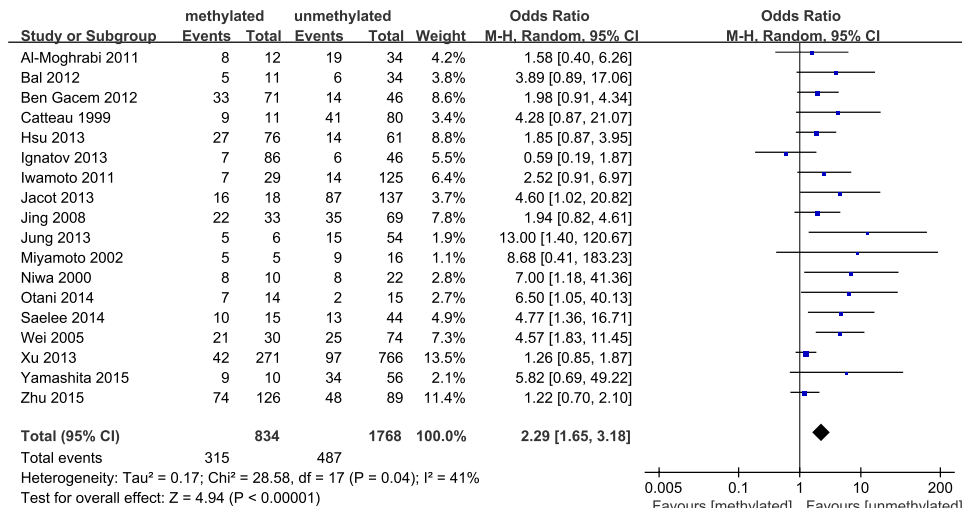 methylated unmethylated Odds Ratio Odds Ratio
Study or Subgroup Events Total Events Total Weight M-H, Random, 95% CI M-H, Random, 95% CI
Al-Moghrabi 2011 8 12 19 34 4.2% 1.58 [0.40, 6.26]
Bal 2012 5 11 6 34 3.8% 3.89 [0.89, 17.06]
Ben Gacem 2012 33 71 14 46 8.6% 1.98 [0.91, 4.34]
Catteau 1999 9 11 41 80 3.4% 4.28 [0.87, 21.07]
Hsu 2013 27 76 14 61 8.8% 1.85 [0.87, 3.95]
Ignatov 2013 7 86 6 46 5.5% 0.59 [0.19, 1.87]
Iwamoto 2011 7 29 14 125 6.4% 2.52 [0.91, 6.97]
Jacot 2013 16 18 87 137 3.7% 4.60 [1.02, 20.82]
Jing 2008 22 33 35 69 7.8% 1.94 [0.82, 4.61]
Jung 2013 5 6 15 54 1.9% 13.00 [1.40, 120.67]
Miyamoto 2002 5 5 9 16 1.1% 8.68 [0.41, 183.23]
Niwa 2000 8 10 8 22 2.8% 7.00 [1.18, 41.36]
Otani 2014 7 14 2 15 2.7% 6.50 [1.05, 40.13]
Saelee 2014 10 15 13 44 4.9% 4.77 [1.36, 16.71]
Wei 2005 21 30 25 74 7.3% 4.57 [1.83, 11.45]
Xu 2013 42 271 97 766 13.5% 1.26 [0.85, 1.87]
Yamashita 2015 9 10 34 56 2.1% 5.82 [0.69, 49.22]
Zhu 2015 74 126 48 89 11.4% 1.22 [0.70, 2.10]
Total (95% CI) 834 1768 100.0% 2.29 [1.65, 3.18]
Total events 315 487
Heterogeneity: Tau² = 0.17; Chi² = 28.58, df = 17 (P = 0.04); I² = 41%
Test for overall effect: Z = 4.94 (P < 0.00001)
0.005 0.1 1 10 200
Favours [methylated] Favours [unmethylated]